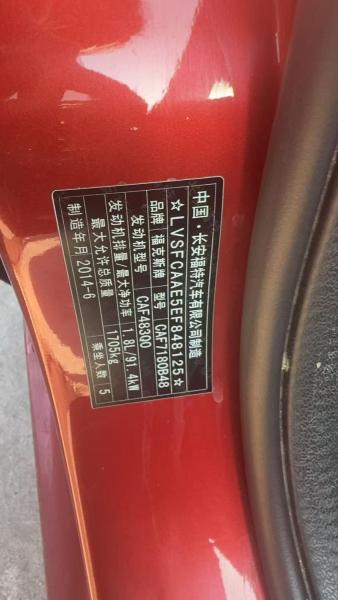 中国·长安福特汽车有限公司制造
☆LVSFCAAE5EF848125☆
品牌 福克斯牌 型号 CAF7180B48
发动机型号 CAF483Q0
发动机排量/最大净功率 1.8L/91.4kW
最大允许总质量 1705kg 乘坐人数 5
制造年月 2014-6